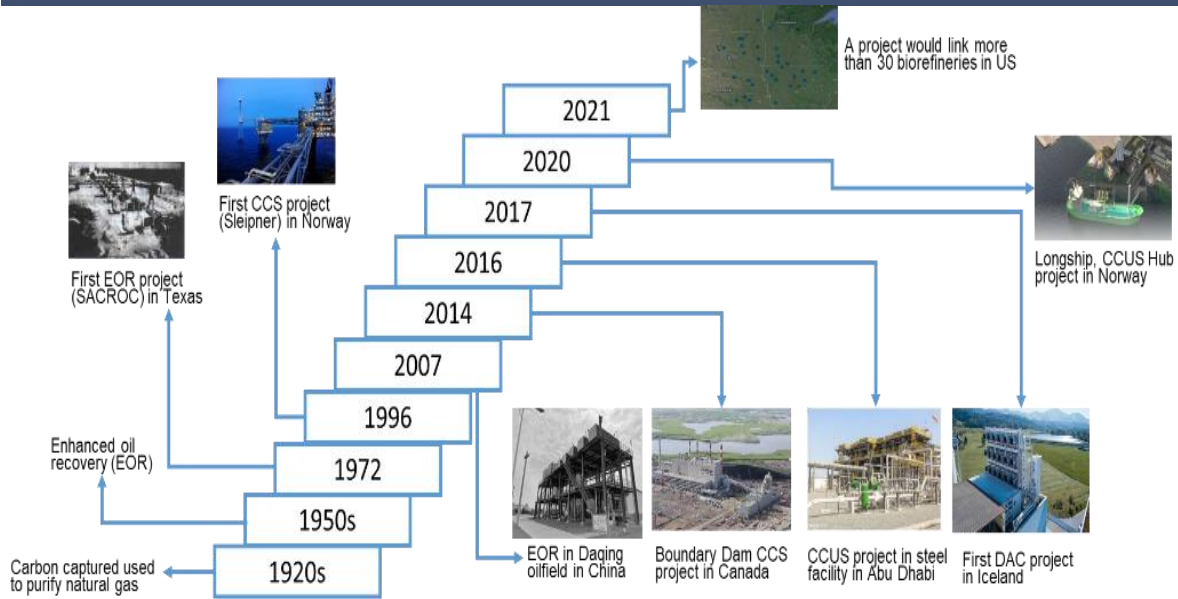 A project would link more
than 30 biorefineries in US
2021
2020
2017
2016
2014
2007
1996
1972
1950s
1920s
Longship, CCUS Hub
project in Norway
First CCS project
(Sleipner) in Norway
First EOR project
(SACROC) in Texas
Enhanced oil
recovery (EOR)
Carbon captured used
to purify natural gas
EOR in Daqing
oilfield in China
Boundary Dam CCS
project in Canada
CCUS project in steel
facility in Abu Dhabi
First DAC project
in Iceland